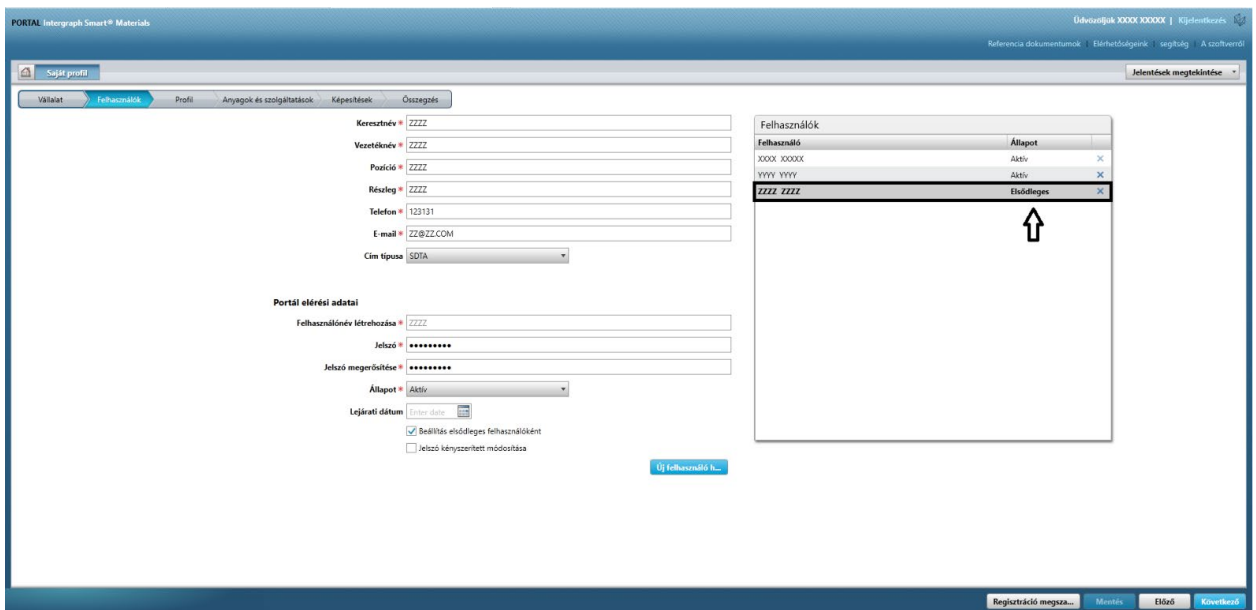 PORTAL Intergraph Smart® Materials
Üdvözöljük XXXX XXXXX | Kijelentkezés
Referencia dokumentumok | Elérhetőségeink | segítség | A szoftverről
Saját profil
Jelentések megtekintése
Vállalat Felhasználók Profil Anyagok és szolgáltatások Képesítések Összegzés
Keresztnév * ZZZZ
Vezetéknév * ZZZZ
Pozíció * ZZZZ
Részleg * ZZZZ
Telefon * 123131
E-mail * ZZ@ZZ.COM
Cím típusa SDTA
Portál elérési adatai
Felhasználónév létrehozása * ZZZZ
Jelszó * •••••••••
Jelszó megerősítése * •••••••••
Állapot * Aktív
Lejárati dátum Enter date
Beállítás elsődleges felhasználóként
Jelszó kényszerített módosítása
Új felhasználó h...
Felhasználók
Felhasználó Állapot
XXXX XXXXX Aktív
YYYY YYYY Aktív
ZZZZ ZZZZ Elsődleges
Regisztráció megsza... Mentés Előző Következő